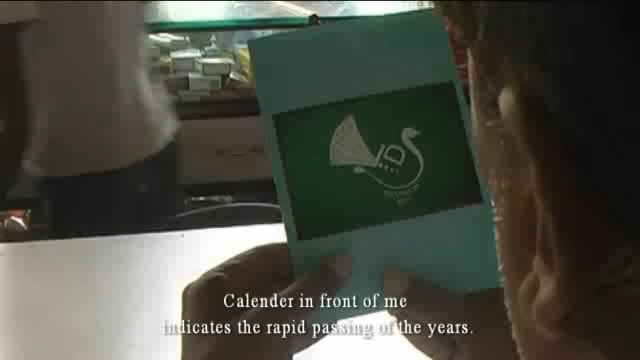 Calender in front of me
indicates the rapid passing of the years.